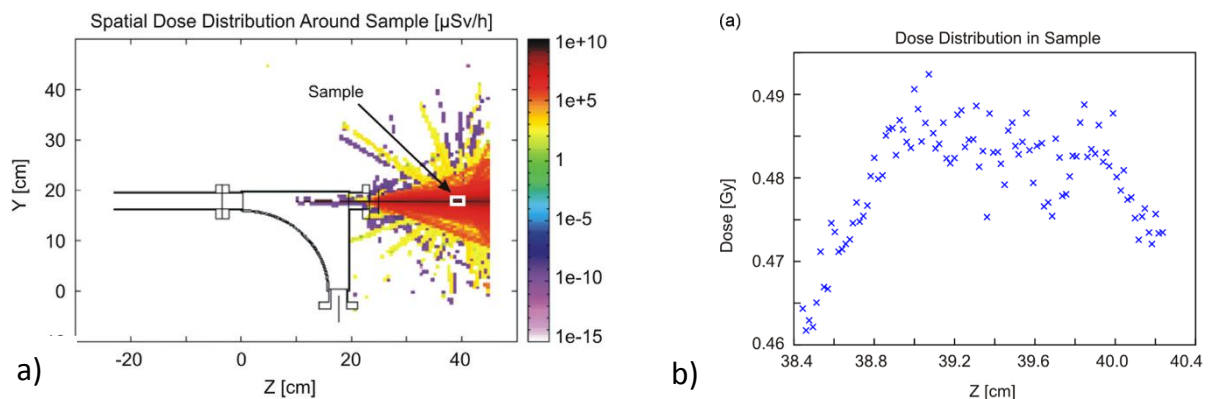 Spatial Dose Distribution Around Sample [µSv/h]
Y [cm]
40
30
20
10
0
Sample
1e+10
1e+5
1
1e-5
1e-10
1e-15
-20
0
20
40
Z [cm]
a)
(a)
Dose Distribution in Sample
Dose [Gy]
0.49
0.48
0.47
0.46
38.4
38.8
39.2
39.6
40.0
40.4
Z [cm]
b)